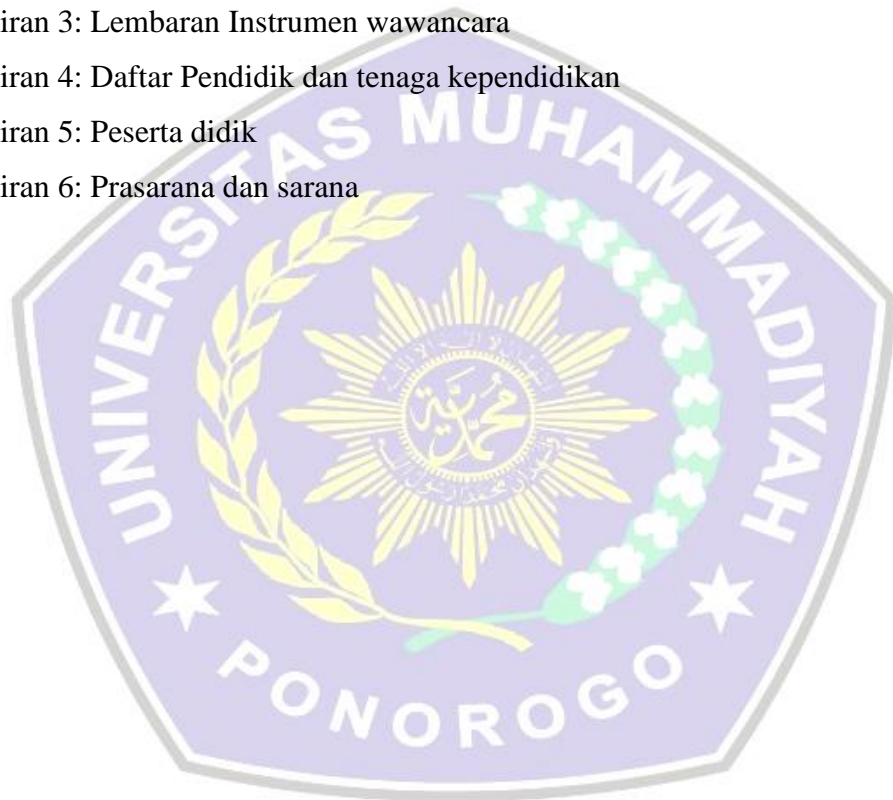 iran 3: Lembaran Instrumen wawancara
iran 4: Daftar Pendidik dan tenaga kependidikan
iran 5: Peserta didik
iran 6: Prasarana dan sarana
UNIVERSITAS MUHAMMADIYAH
PONOROGO